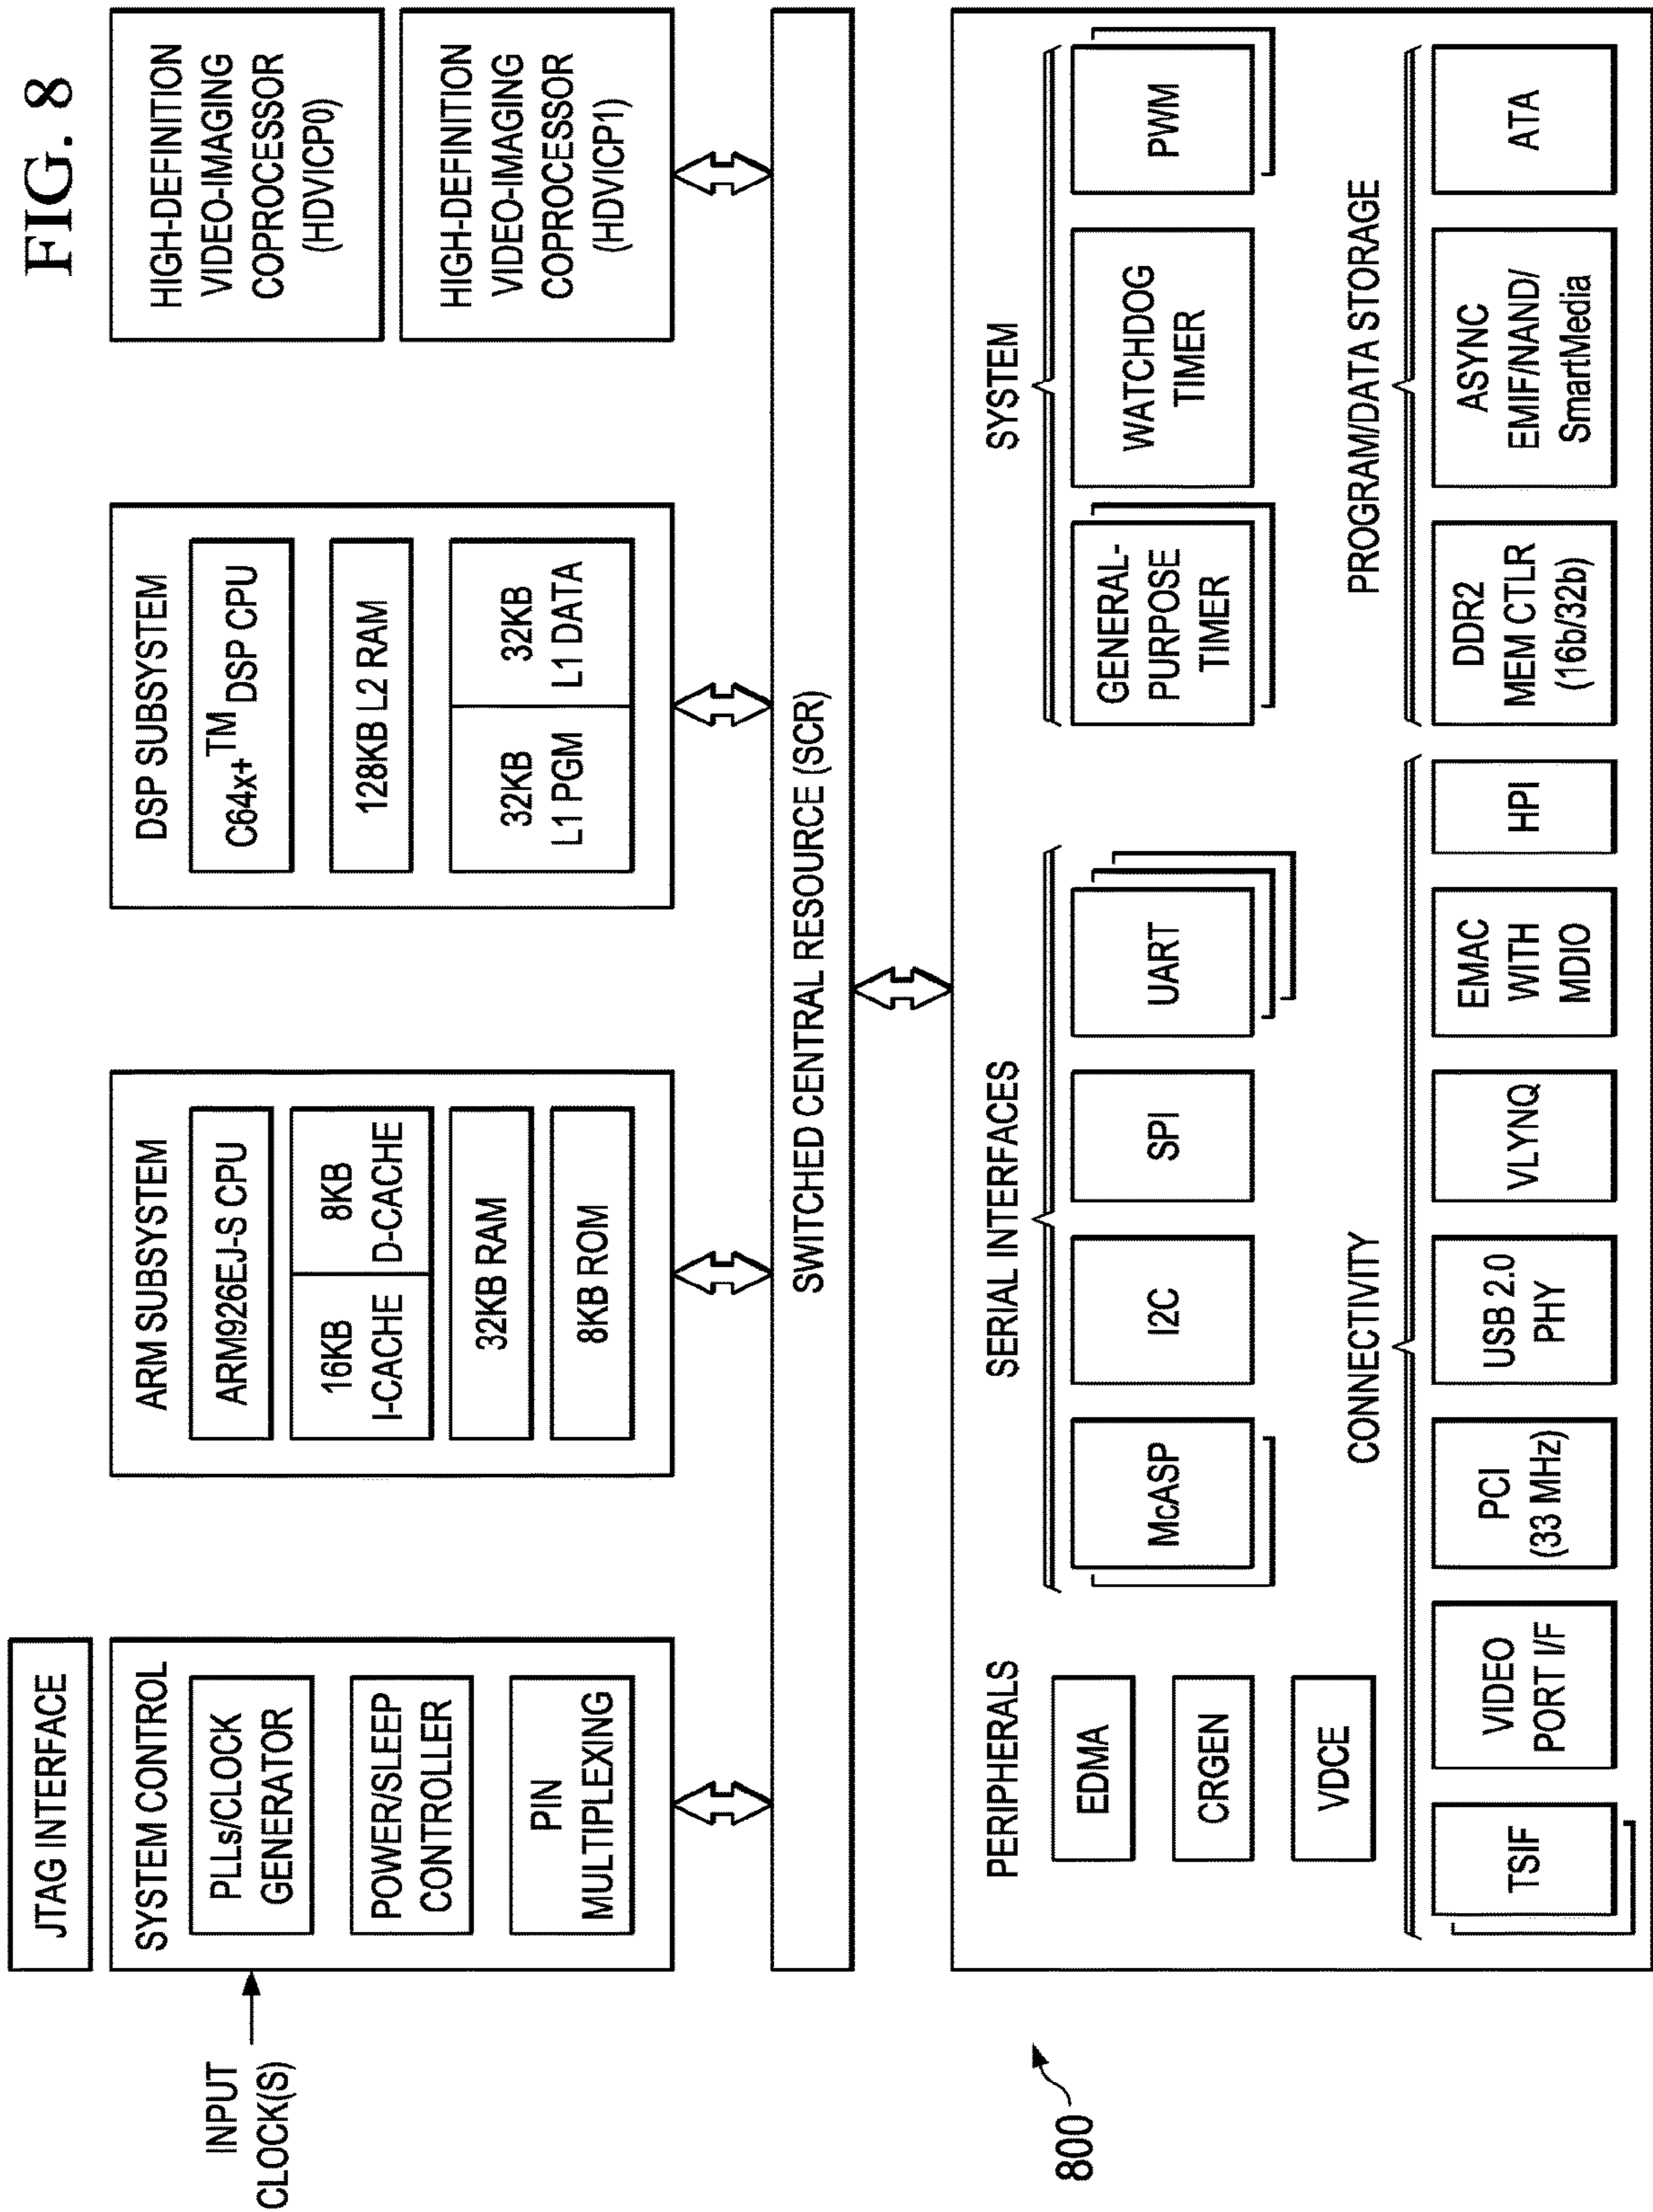 FIG. 8
JTAG INTERFACE
INPUT
CLOCK(S)
SYSTEM CONTROL
PLLs/CLOCK
GENERATOR
POWER/SLEEP
CONTROLLER
PIN
MULTIPLEXING
ARM SUBSYSTEM
ARM926EJ-S CPU
16KB
I-CACHE
8KB
D-CACHE
32KB RAM
8KB ROM
DSP SUBSYSTEM
C64x+TM DSP CPU
128KB L2 RAM
32KB
L1 PGM
32KB
L1 DATA
HIGH-DEFINITION
VIDEO-IMAGING
COPROCESSOR
(HDVICP0)
HIGH-DEFINITION
VIDEO-IMAGING
COPROCESSOR
(HDVICP1)
SWITCHED CENTRAL RESOURCE (SCR)
800
PERIPHERALS
EDMA
CRGEN
VDCE
SERIAL INTERFACES
McASP
I2C
SPI
UART
SYSTEM
GENERAL-
PURPOSE
TIMER
WATCHDOG
TIMER
PWM
CONNECTIVITY
TSIF
VIDEO
PORT I/F
PCI
(33 MHz)
USB 2.0
PHY
VLYNQ
EMAC
WITH
MDIO
HPI
PROGRAM/DATA STORAGE
DDR2
MEM CTLR
(16b/32b)
ASYNC
EMIF/NAND/
SmartMedia
ATA